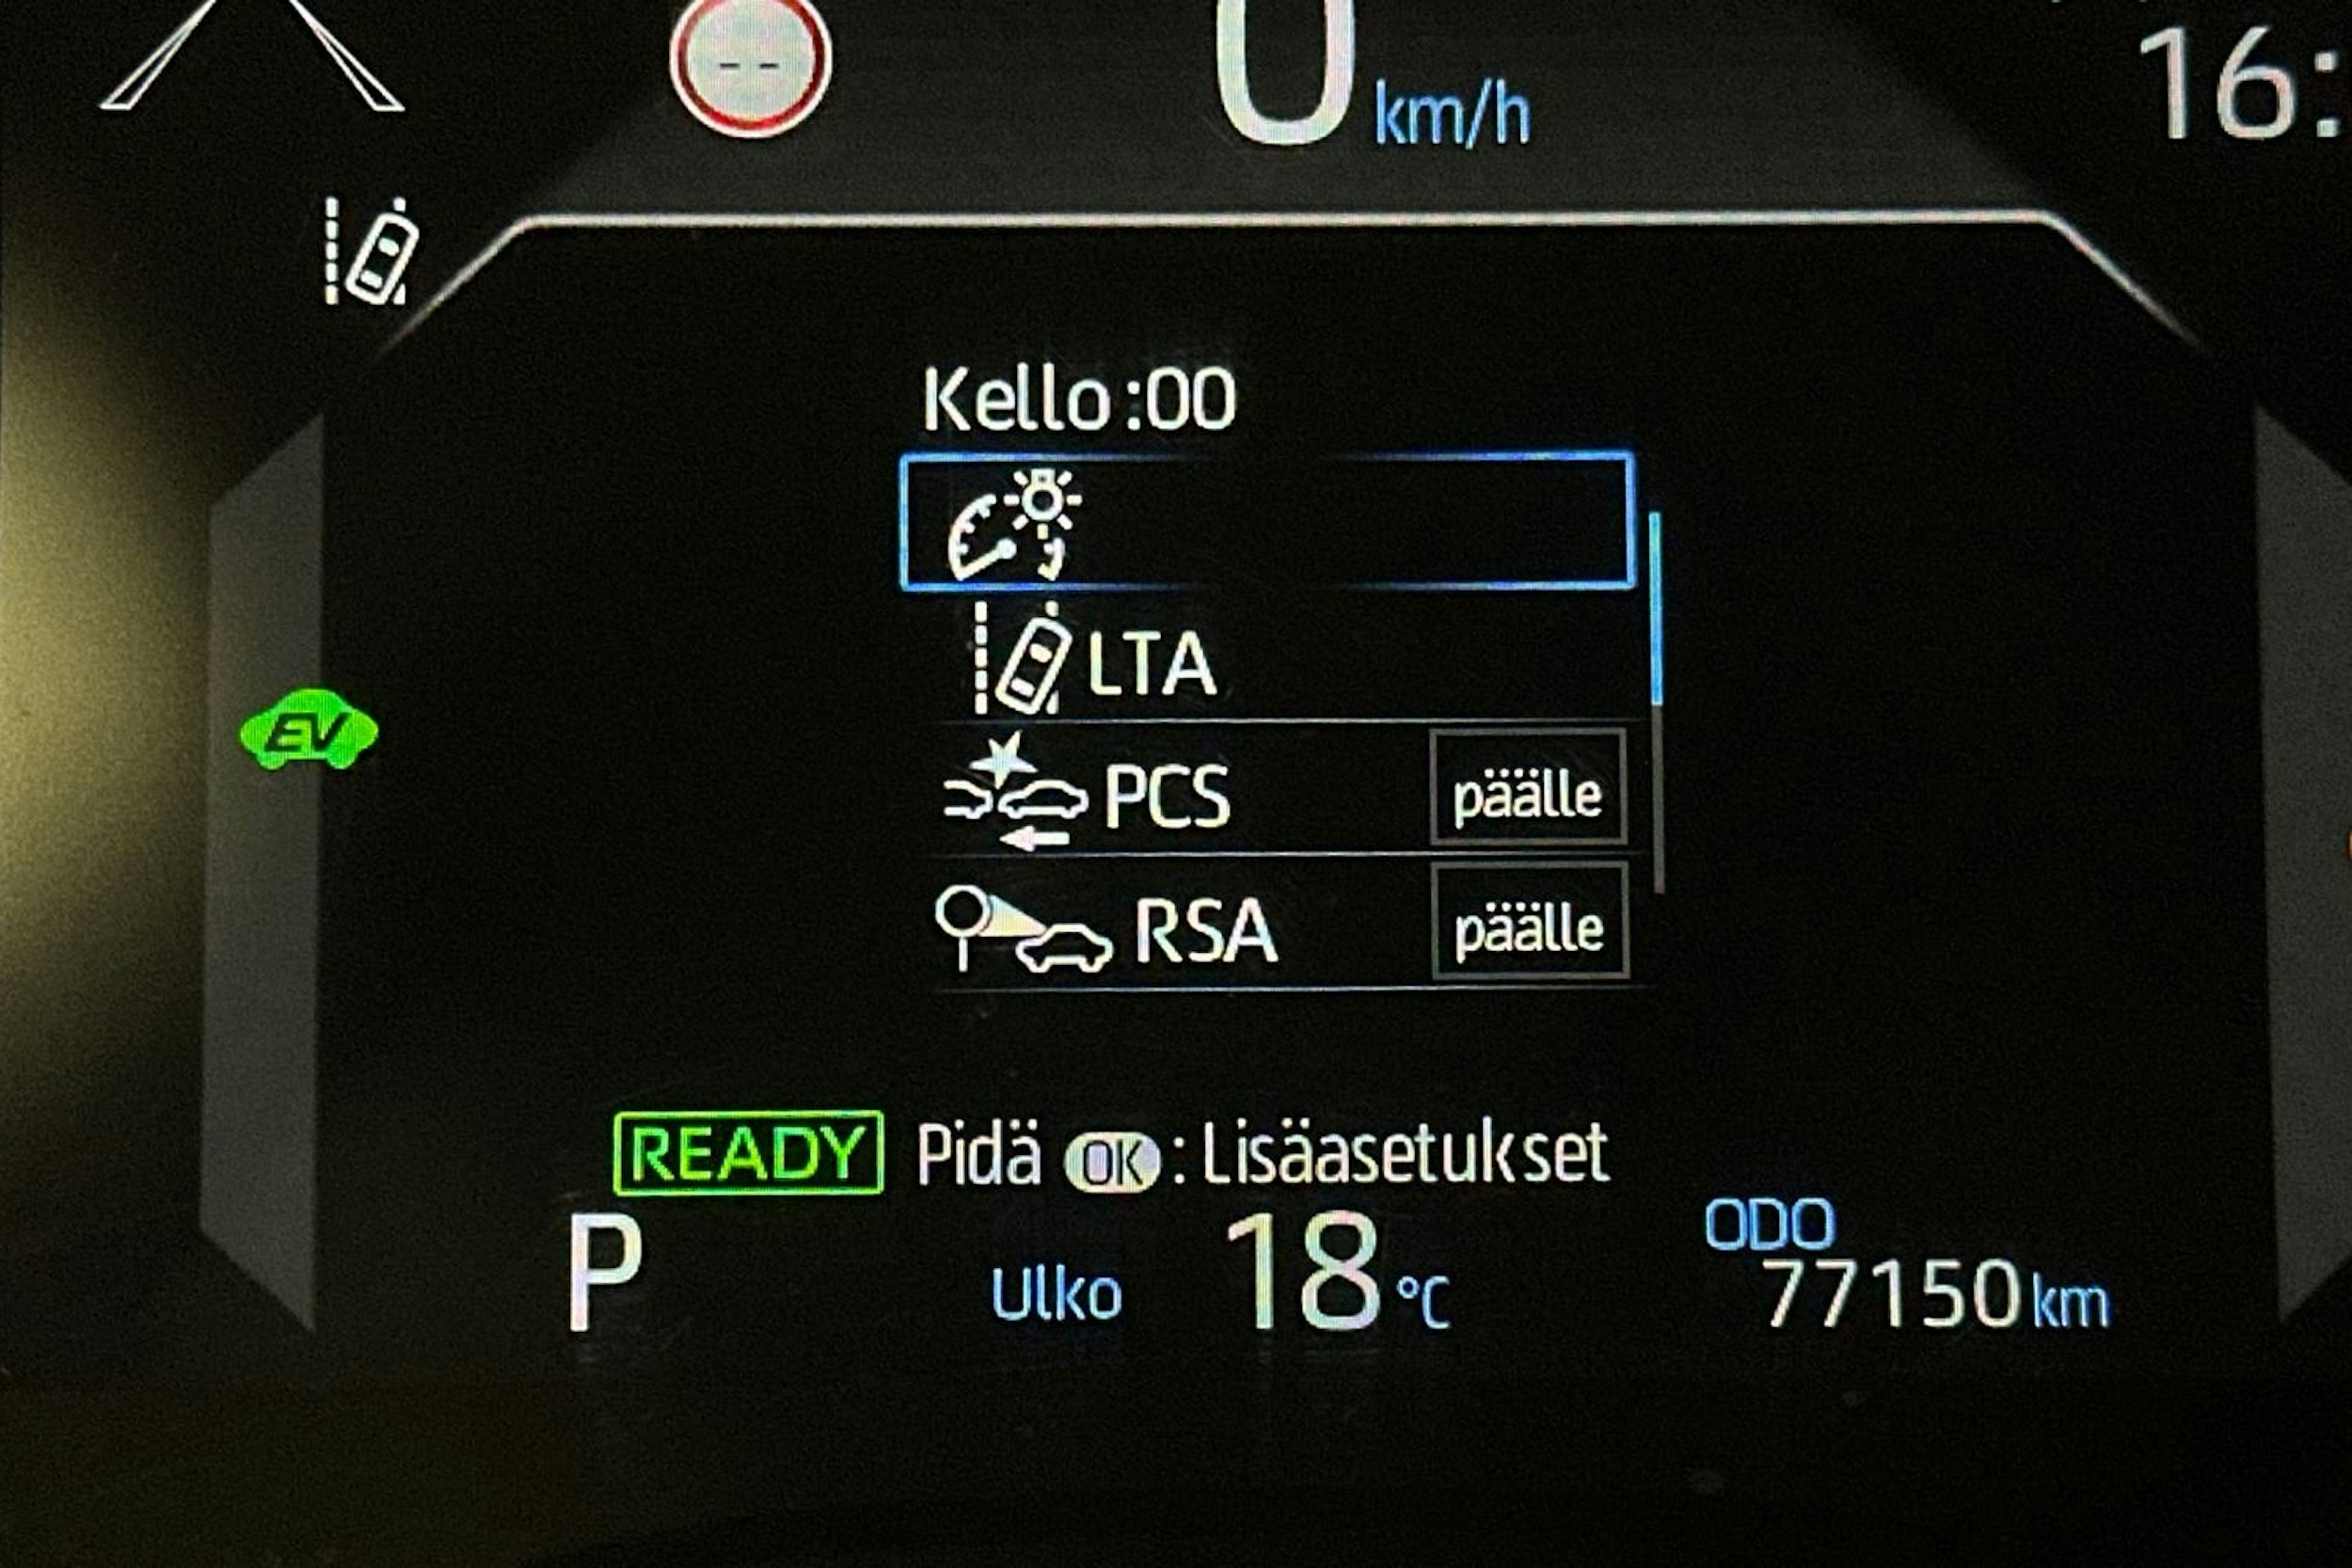 --
0 km/h
16:
Kello :00
LTA
PCS päälle
RSA päälle
EV
READY Pidä OK : Lisäasetukset
P Ulko 18 °C
ODO
77150 km